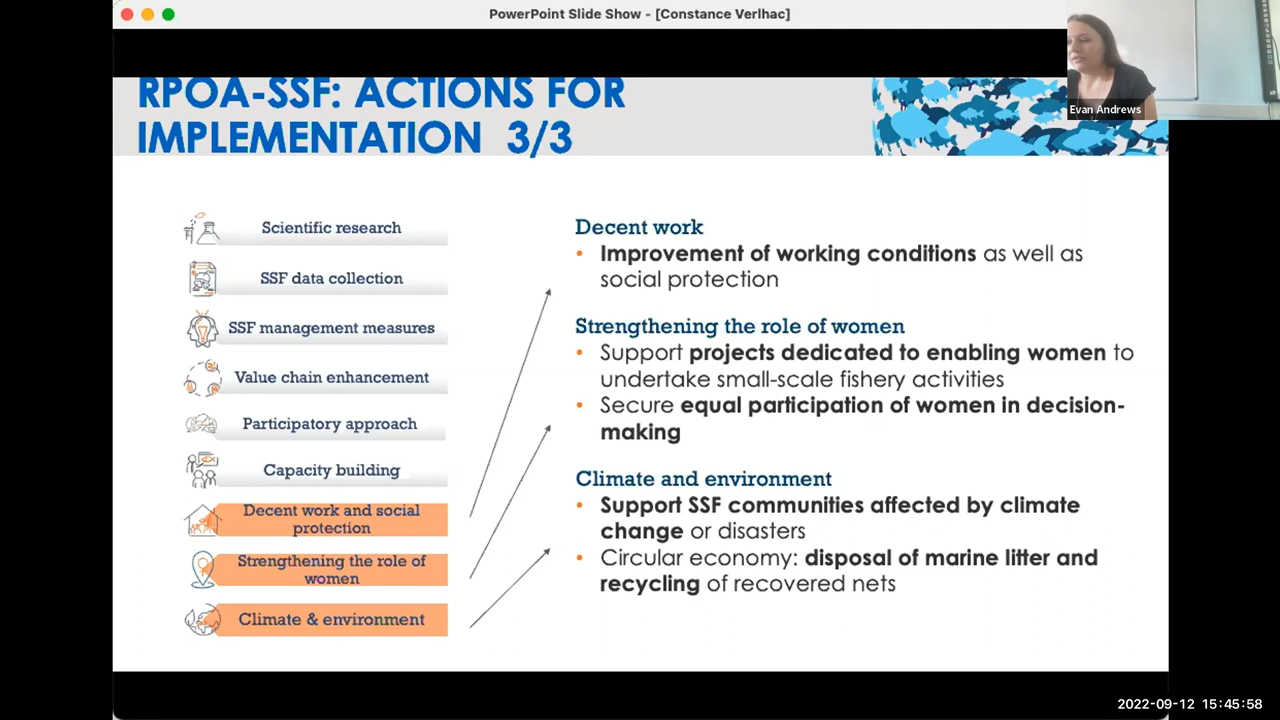 PowerPoint Slide Show - [Constance Verlhac]
Evan Andrews
RPOA-SSF: ACTIONS FOR
IMPLEMENTATION 3/3
Scientific research
SSF data collection
SSF management measures
Value chain enhancement
Participatory approach
Capacity building
Decent work and social
protection
Strengthening the role of
women
Climate & environment
Decent work
• Improvement of working conditions as well as
social protection
Strengthening the role of women
• Support projects dedicated to enabling women to
undertake small-scale fishery activities
• Secure equal participation of women in decision-
making
Climate and environment
• Support SSF communities affected by climate
change or disasters
• Circular economy: disposal of marine litter and
recycling of recovered nets
2022-09-12 15:45:58